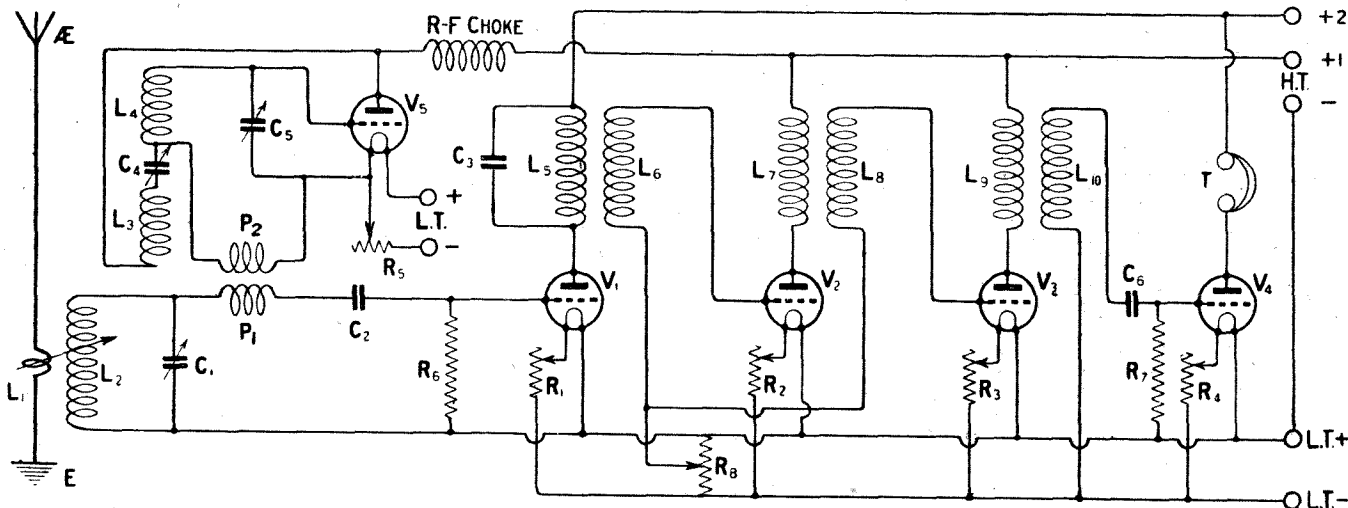 Æ
R-F CHOKE
+2
+1
H.T.
−
L4
C5
V5
C4
L3
+
L.T.
−
R5
P2
P1
C3
L5
L6
L7
L8
L9
L10
T
V1
V2
V3
V4
C6
C2
L1
L2
C1
R6
R1
R2
R3
R7
R4
R8
E
L.T.+
L.T.−